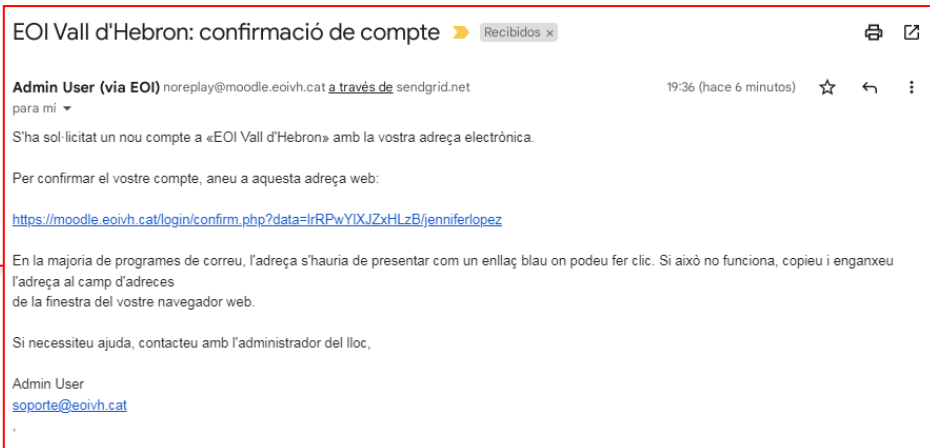 EOI Vall d'Hebron: confirmació de compte Recibidos ×
Admin User (via EOI) noreplay@moodle.eoivh.cat a través de sendgrid.net 19:36 (hace 6 minutos)
para mí
S'ha sol·licitat un nou compte a «EOI Vall d'Hebron» amb la vostra adreça electrònica.
Per confirmar el vostre compte, aneu a aquesta adreça web:
https://moodle.eoivh.cat/login/confirm.php?data=lrRPwYlXJZxHLzB/jenniferlopez
En la majoria de programes de correu, l'adreça s'hauria de presentar com un enllaç blau on podeu fer clic. Si això no funciona, copieu i enganxeu
l'adreça al camp d'adreces
de la finestra del vostre navegador web.
Si necessiteu ajuda, contacteu amb l'administrador del lloc,
Admin User
soporte@eoivh.cat
,